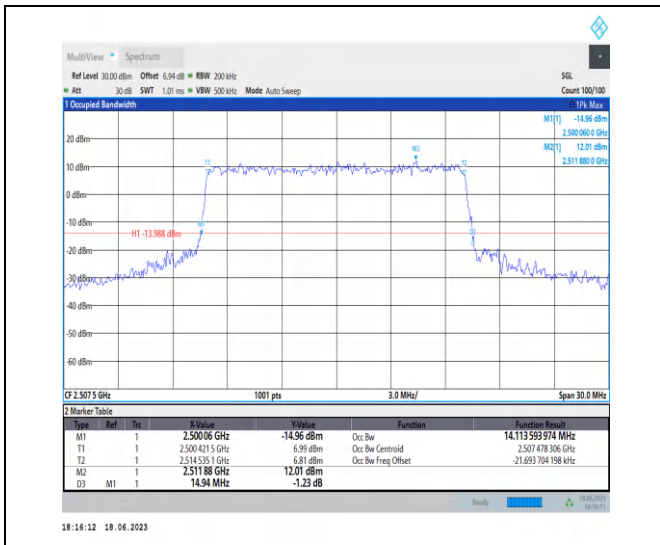 MultiView Spectrum
Ref Level 30.00 dBm Offset 6.94 dB RBW 200 kHz SGL
Att 30 dB SWT 1.01 ms VBW 500 kHz Mode Auto Sweep Count 100/100
1 Occupied Bandwidth 1Pk Max
M1[1] -14.96 dBm
2.500 060 0 GHz
20 dBm M2 M2[1] 12.01 dBm
2.511 880 0 GHz
T1 T2
10 dBm
0 dBm
-10 dBm
M1
H1 -13.988 dBm D3
-20 dBm
-30 dBm
-40 dBm
-50 dBm
-60 dBm
CF 2.507 5 GHz 1001 pts 3.0 MHz/ Span 30.0 MHz
2 Marker Table
Type Ref Trc X-Value Y-Value Function Function Result
M1 1 2.500 06 GHz -14.96 dBm Occ Bw 14.113 593 974 MHz
T1 1 2.500 421 5 GHz 6.99 dBm Occ Bw Centroid 2.507 478 306 GHz
T2 1 2.514 535 1 GHz 6.81 dBm Occ Bw Freq Offset -21.693 704 198 kHz
M2 1 2.511 88 GHz 12.01 dBm
D3 M1 1 14.94 MHz -1.23 dB
Ready 18.06.2023
18:16:11
18:16:12 18.06.2023